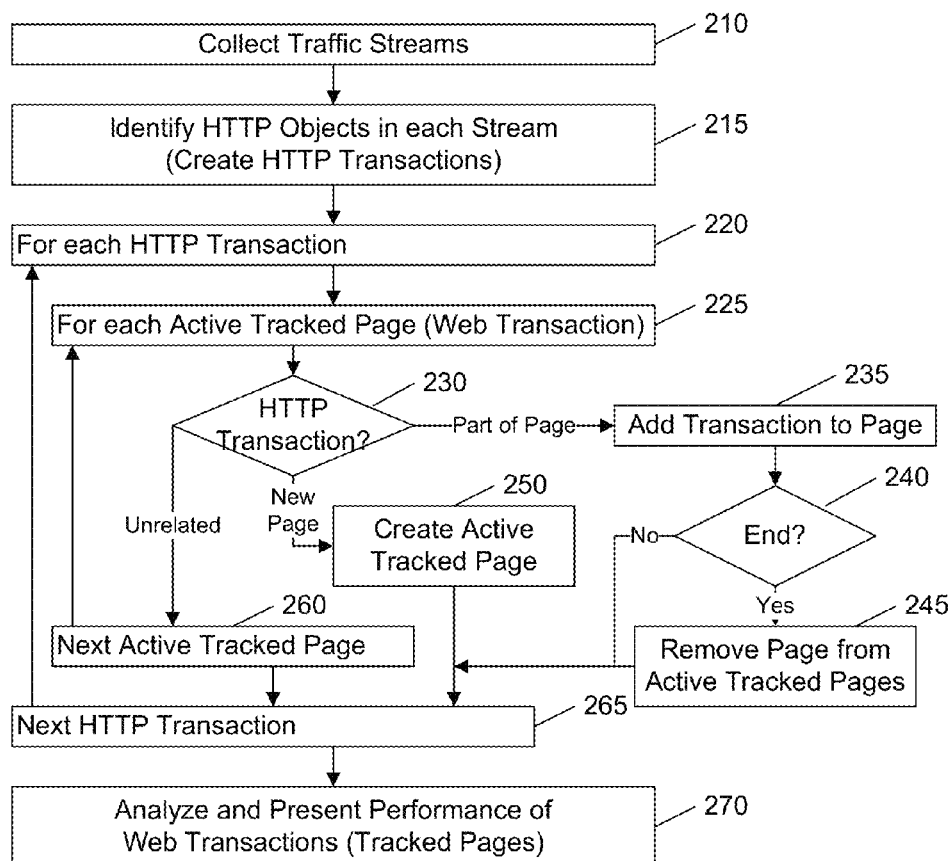 Collect Traffic Streams
210
Identify HTTP Objects in each Stream
(Create HTTP Transactions)
215
For each HTTP Transaction
220
For each Active Tracked Page (Web Transaction)
225
HTTP
Transaction?
230
Part of Page
Add Transaction to Page
235
Unrelated
New
Page
Create Active
Tracked Page
250
End?
240
No
Yes
Next Active Tracked Page
260
Remove Page from
Active Tracked Pages
245
Next HTTP Transaction
265
Analyze and Present Performance of
Web Transactions (Tracked Pages)
270